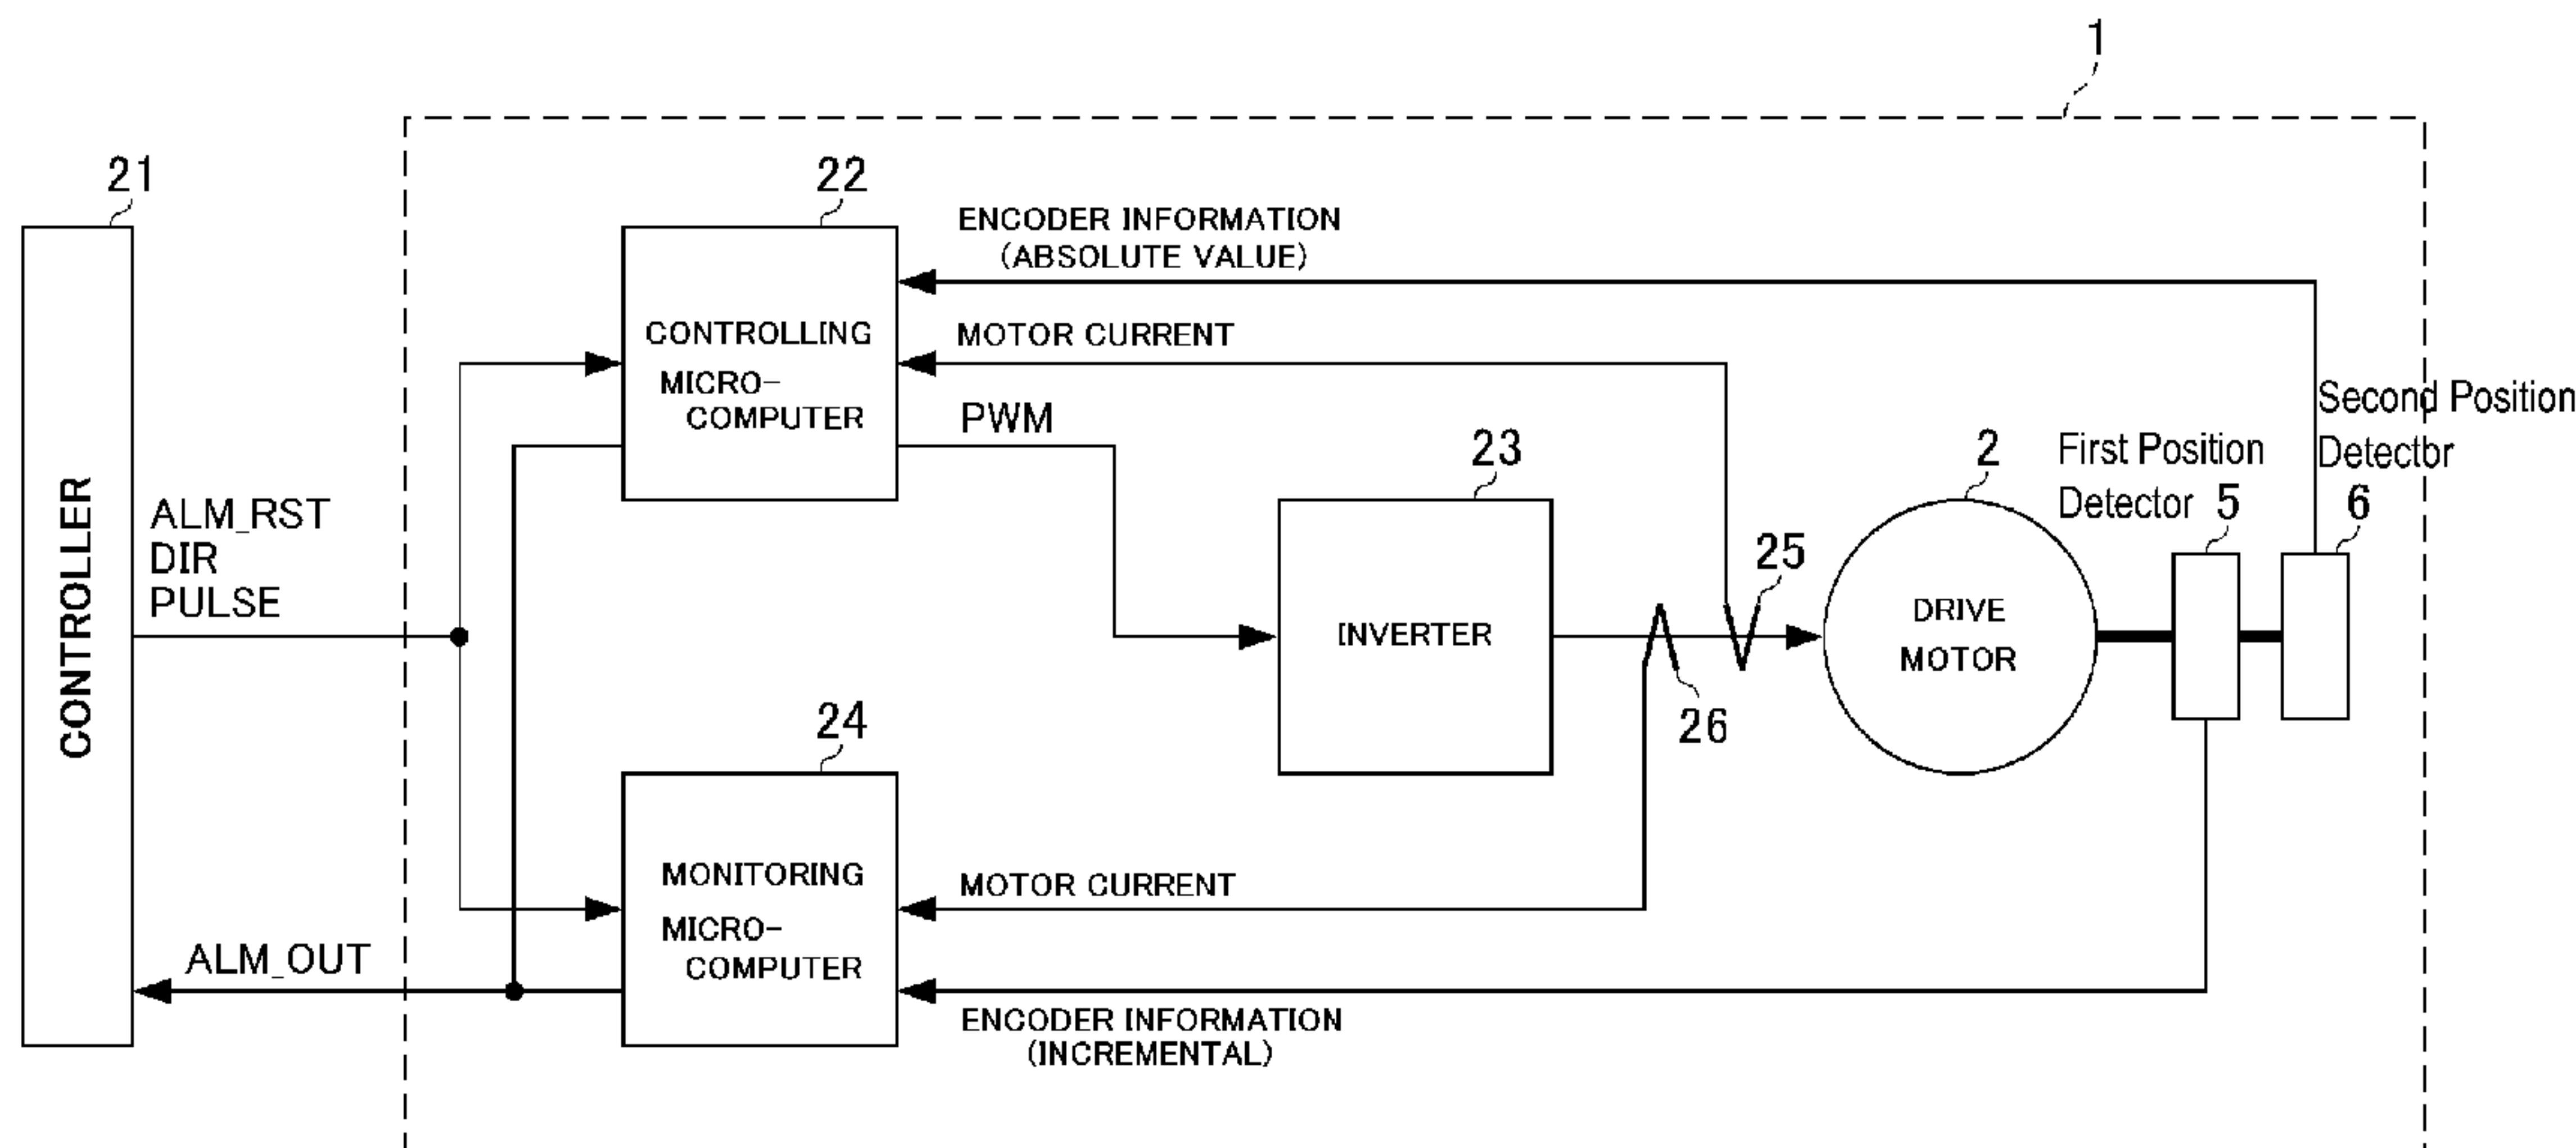 1
21
22
ENCODER INFORMATION
(ABSOLUTE VALUE)
CONTROLLING
MICRO-
COMPUTER
MOTOR CURRENT
PWM
Second Position
Detector
6
First Position
Detector 5
2
23
25
CONTROLLER
ALM_RST
DIR
PULSE
INVERTER
DRIVE
MOTOR
26
24
MONITORING
MICRO-
COMPUTER
MOTOR CURRENT
ALM_OUT
ENCODER INFORMATION
(INCREMENTAL)